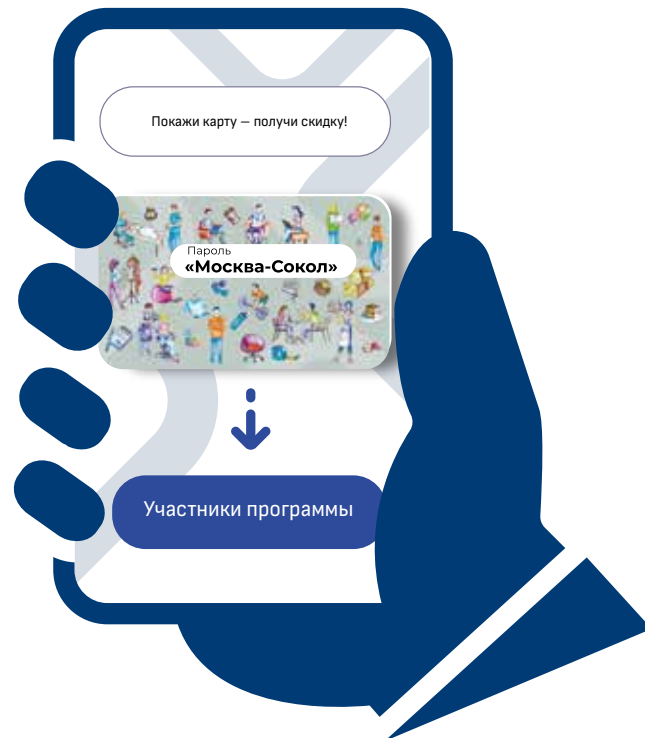 Покажи карту – получи скидку!
Пароль
«Москва-Сокол»
Участники программы